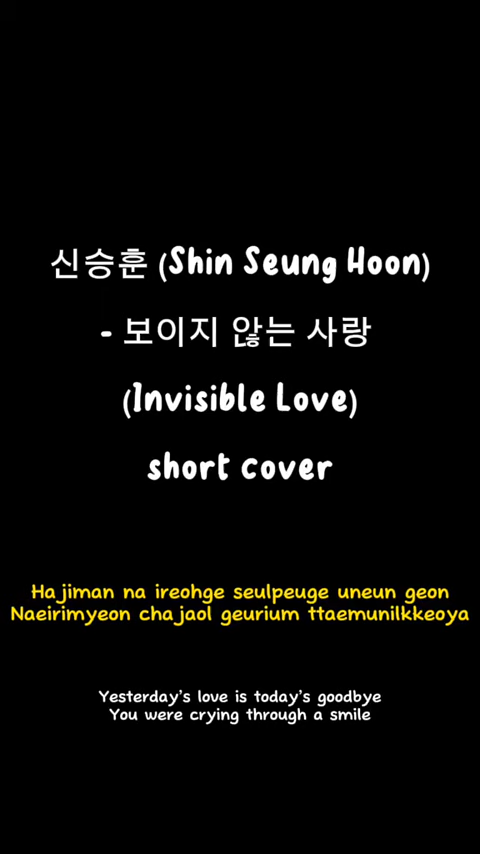 신승훈 (Shin Seung Hoon)
- 보이지 않는 사랑
(Invisible Love)
short cover
Hajiman na ireohge seulpeuge uneun geon
Naeirimyeon chajaol geurium ttaemunilkkeoya
Yesterday's love is today's goodbye
You were crying through a smile